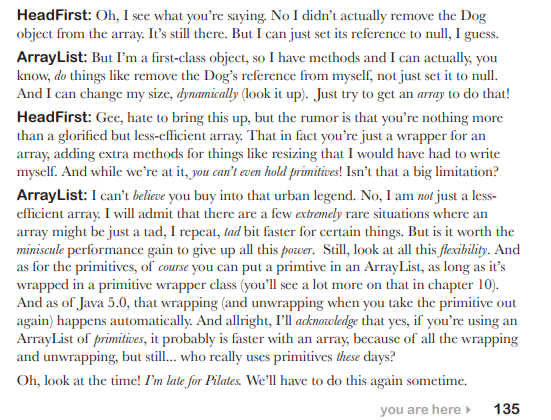 HeadFirst: Oh, I see what you’re saying. No I didn’t actually remove the Dog
object from the array. It’s still there. But I can just set its reference to null, I guess.
ArrayList: But I’m a first-class object, so I have methods and I can actually, you
know, do things like remove the Dog’s reference from myself, not just set it to null.
And I can change my size, dynamically (look it up). Just try to get an array to do that!
HeadFirst: Gee, hate to bring this up, but the rumor is that you’re nothing more
than a glorified but less-efficient array. That in fact you’re just a wrapper for an
array, adding extra methods for things like resizing that I would have had to write
myself. And while we’re at it, you can’t even hold primitives! Isn’t that a big limitation?
ArrayList: I can’t believe you buy into that urban legend. No, I am not just a less-
efficient array. I will admit that there are a few extremely rare situations where an
array might be just a tad, I repeat, tad bit faster for certain things. But is it worth the
miniscule performance gain to give up all this power. Still, look at all this flexibility. And
as for the primitives, of course you can put a primtive in an ArrayList, as long as it’s
wrapped in a primitive wrapper class (you’ll see a lot more on that in chapter 10).
And as of Java 5.0, that wrapping (and unwrapping when you take the primitive out
again) happens automatically. And allright, I’ll acknowledge that yes, if you’re using an
ArrayList of primitives, it probably is faster with an array, because of all the wrapping
and unwrapping, but still... who really uses primitives these days?
Oh, look at the time! I’m late for Pilates. We’ll have to do this again sometime.
you are here 135